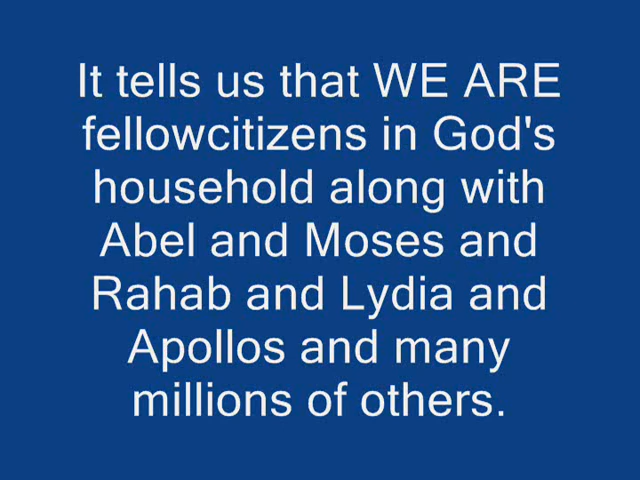 It tells us that WE ARE
fellowcitizens in God's
household along with
Abel and Moses and
Rahab and Lydia and
Apollos and many
millions of others.